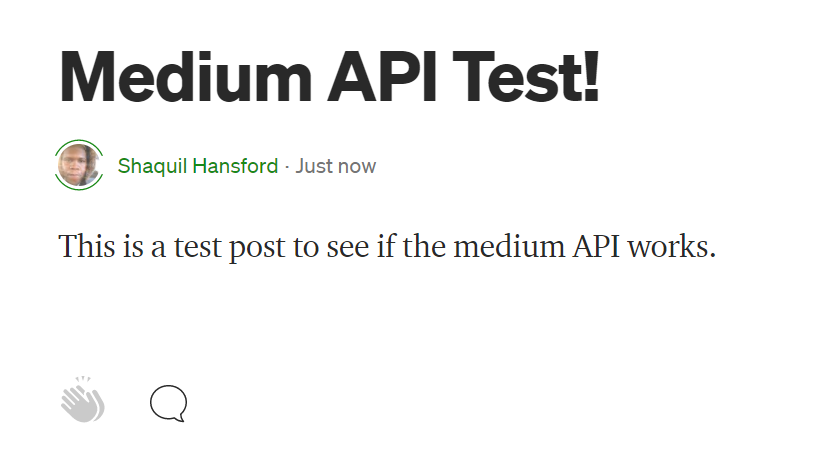 Medium API Test!
Shaquil Hansford · Just now
This is a test post to see if the medium API works.